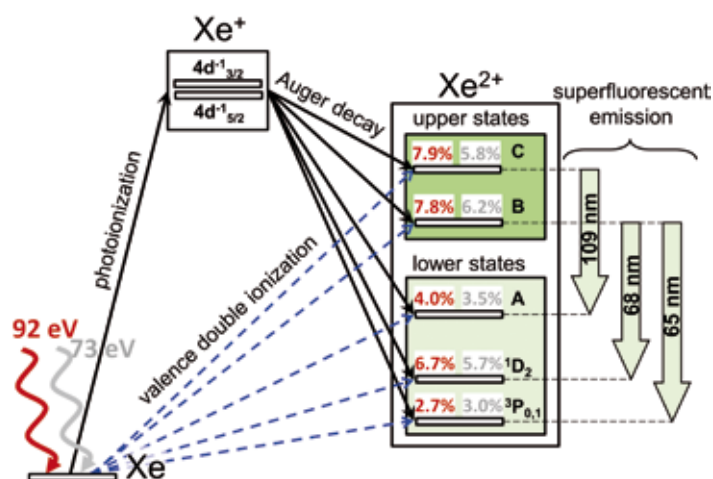 Xe⁺
4d⁻¹₃/₂
4d⁻¹₅/₂
Auger decay
photoionization
valence double ionization
92 eV
73 eV
Xe
Xe²⁺
upper states
7.9% 5.8% C
7.8% 6.2% B
lower states
4.0% 3.5% A
6.7% 5.7% ¹D₂
2.7% 3.0% ³P₀,₁
superfluorescent
emission
109 nm
68 nm
65 nm